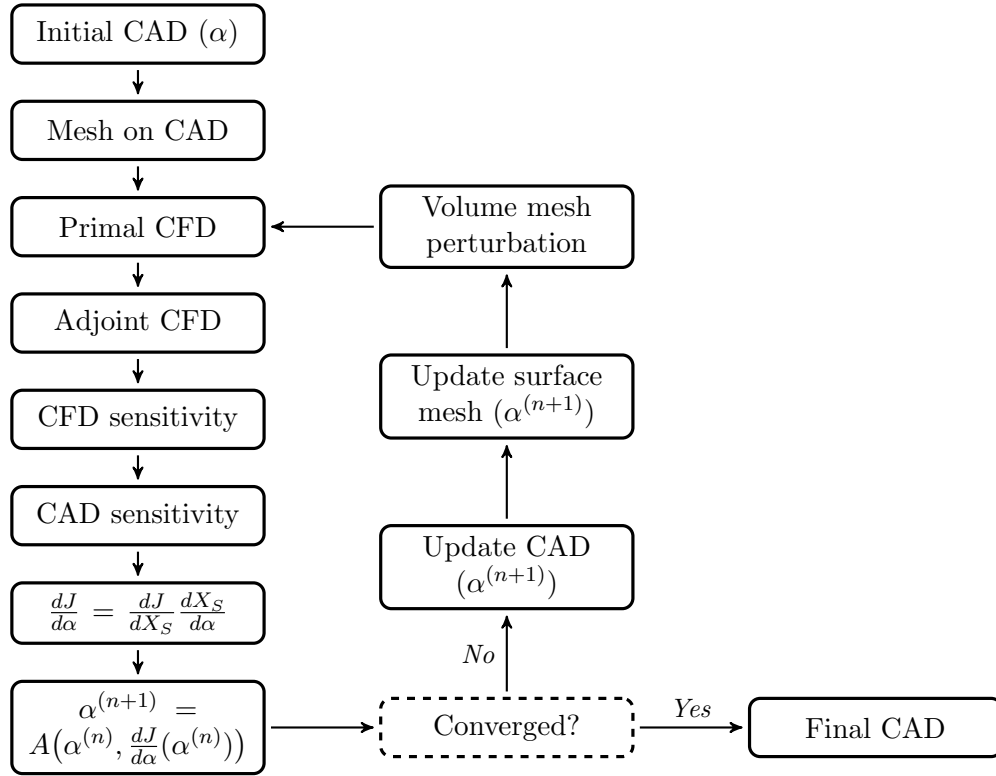 Initial CAD (α)
Mesh on CAD
Primal CFD
Adjoint CFD
CFD sensitivity
CAD sensitivity
dJ/dα = dJ/dX_S dX_S/dα
α^(n+1) =
A(α^(n), dJ/dα(α^(n)))
Converged?
No
Yes
Update CAD
(α^(n+1))
Update surface
mesh (α^(n+1))
Volume mesh
perturbation
Final CAD